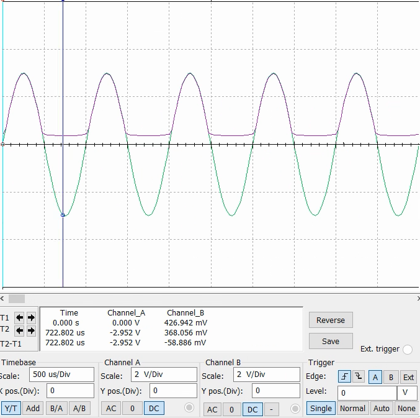 Time Channel_A Channel_B
T1 0.000 s 0.000 V 426.942 mV
T2 722.802 us -2.952 V 368.056 mV
T2-T1 722.802 us -2.952 V -58.886 mV
Reverse
Save
Ext. trigger
Timebase Channel A Channel B Trigger
Scale: 500 us/Div Scale: 2 V/Div Scale: 2 V/Div Edge: A B Ext
X pos.(Div): 0 Y pos.(Div): 0 Y pos.(Div): 0 Level: 0 V
Y/T Add B/A A/B AC 0 DC AC 0 DC - Single Normal Auto None